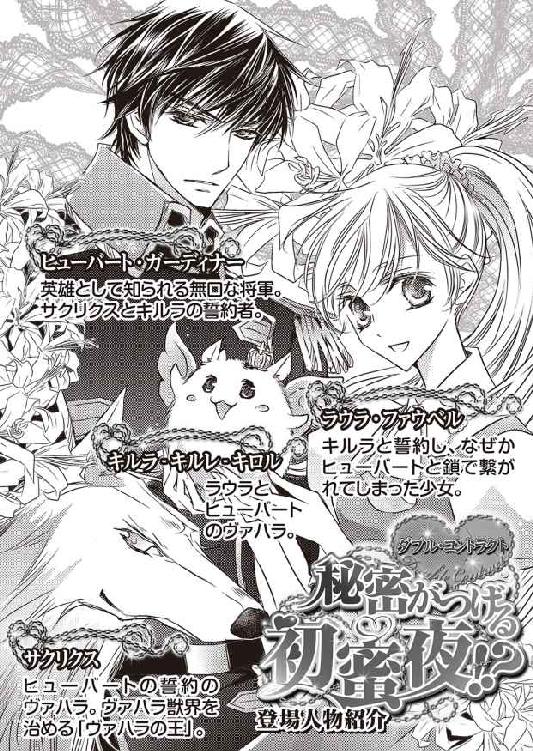 ヒューバート・ガーディナー
英雄として知られる無口な将軍。
サクリクスとキルラの誓約者。
ラウラ・ファウベル
キルラと誓約し、なぜか
ヒューバートと鎖で繋が
れてしまった少女。
キルラ・キルレ・キロル
ラウラと、
ヒューバート
のヴァハラ。
ダブル・コントラクト
秘密がつげる
初蜜夜!?
登場人物紹介
サクリクス
ヒューバートの誓約の
ヴァハラ。ヴァハラ獣界を
治める「ヴァハラの王」。